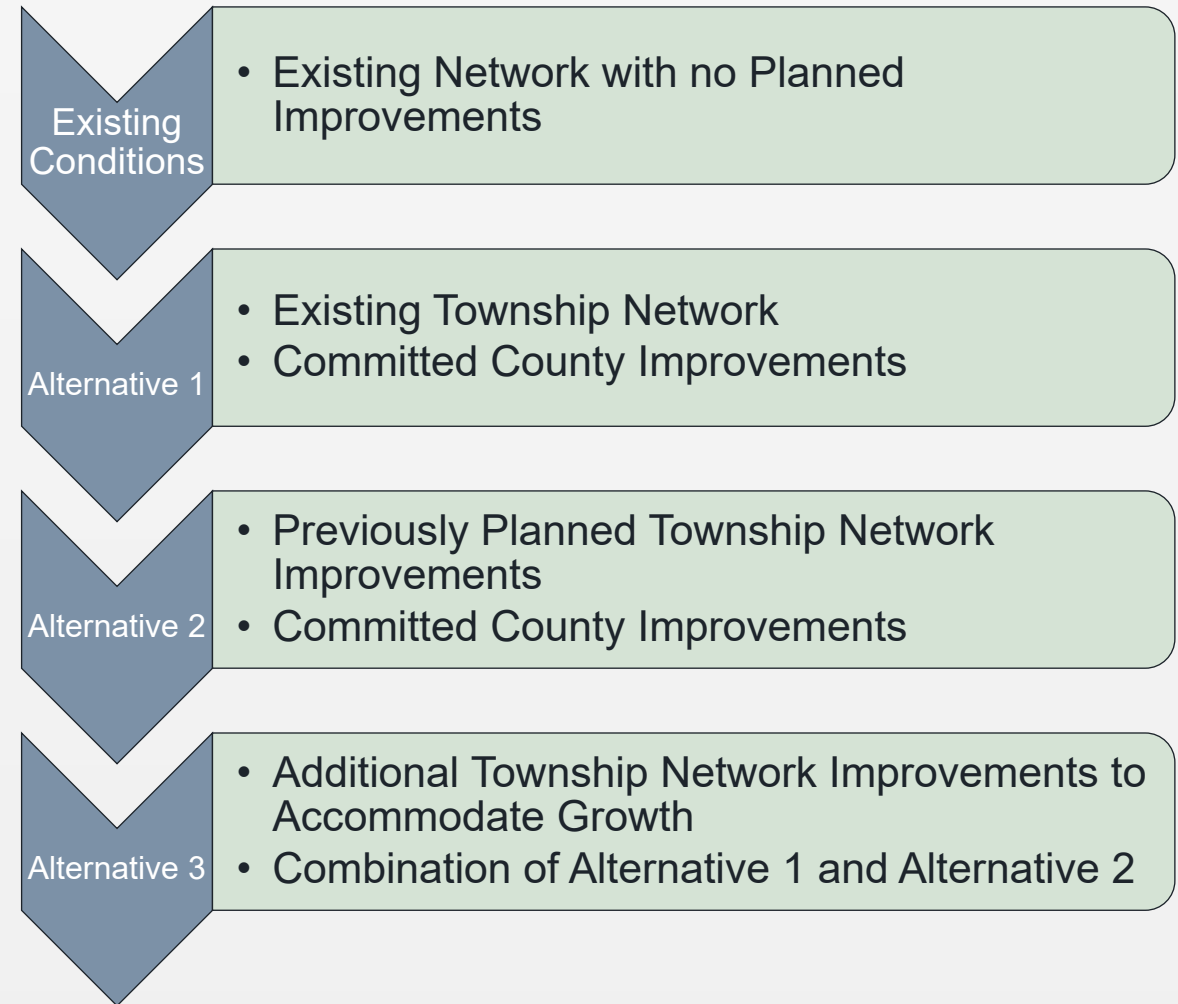 Existing
Conditions
• Existing Network with no Planned
Improvements
Alternative 1
• Existing Township Network
• Committed County Improvements
Alternative 2
• Previously Planned Township Network
Improvements
• Committed County Improvements
Alternative 3
• Additional Township Network Improvements to
Accommodate Growth
• Combination of Alternative 1 and Alternative 2